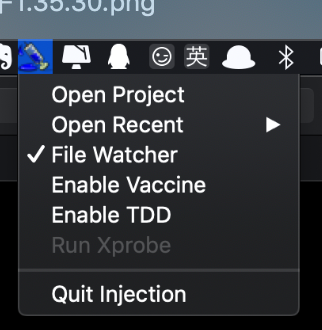 F1.35.30.png
英
Open Project
Open Recent
File Watcher
Enable Vaccine
Enable TDD
Run Xprobe
Quit Injection